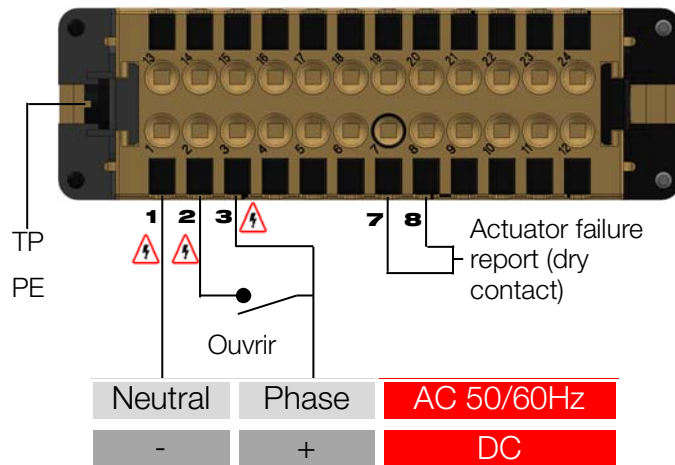 13 14 15 16 17 18 19 20 21 22 23 24
1 2 3 4 5 6 7 8 9 10 11 12
1 2 3 7 8
TP
PE
Actuator failure
report (dry
contact)
Ouvrir
Neutral Phase AC 50/60Hz
- + DC